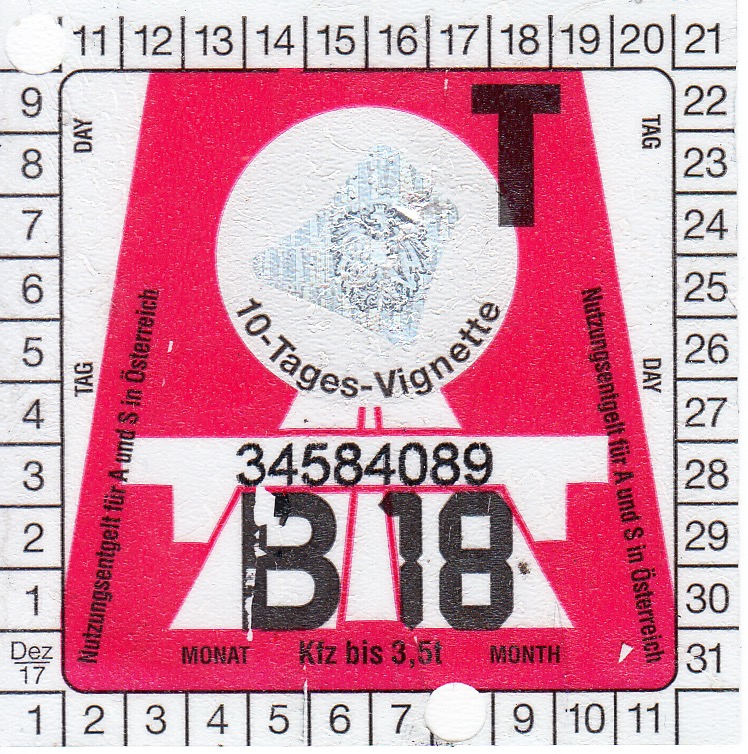 11 12 13 14 15 16 17 18 19 20 21
9
8
7
6
5
4
3
2
1
Dez
17
DAY
TAG
T
TAG
DAY
22
23
24
25
26
27
28
29
30
31
Nutzungsentgelt für A und S in Österreich
10-Tages-Vignette
Nutzungsentgelt für A und S in Österreich
34584089
B 18
MONAT Kfz bis 3,5t MONTH
1 2 3 4 5 6 7 9 10 11